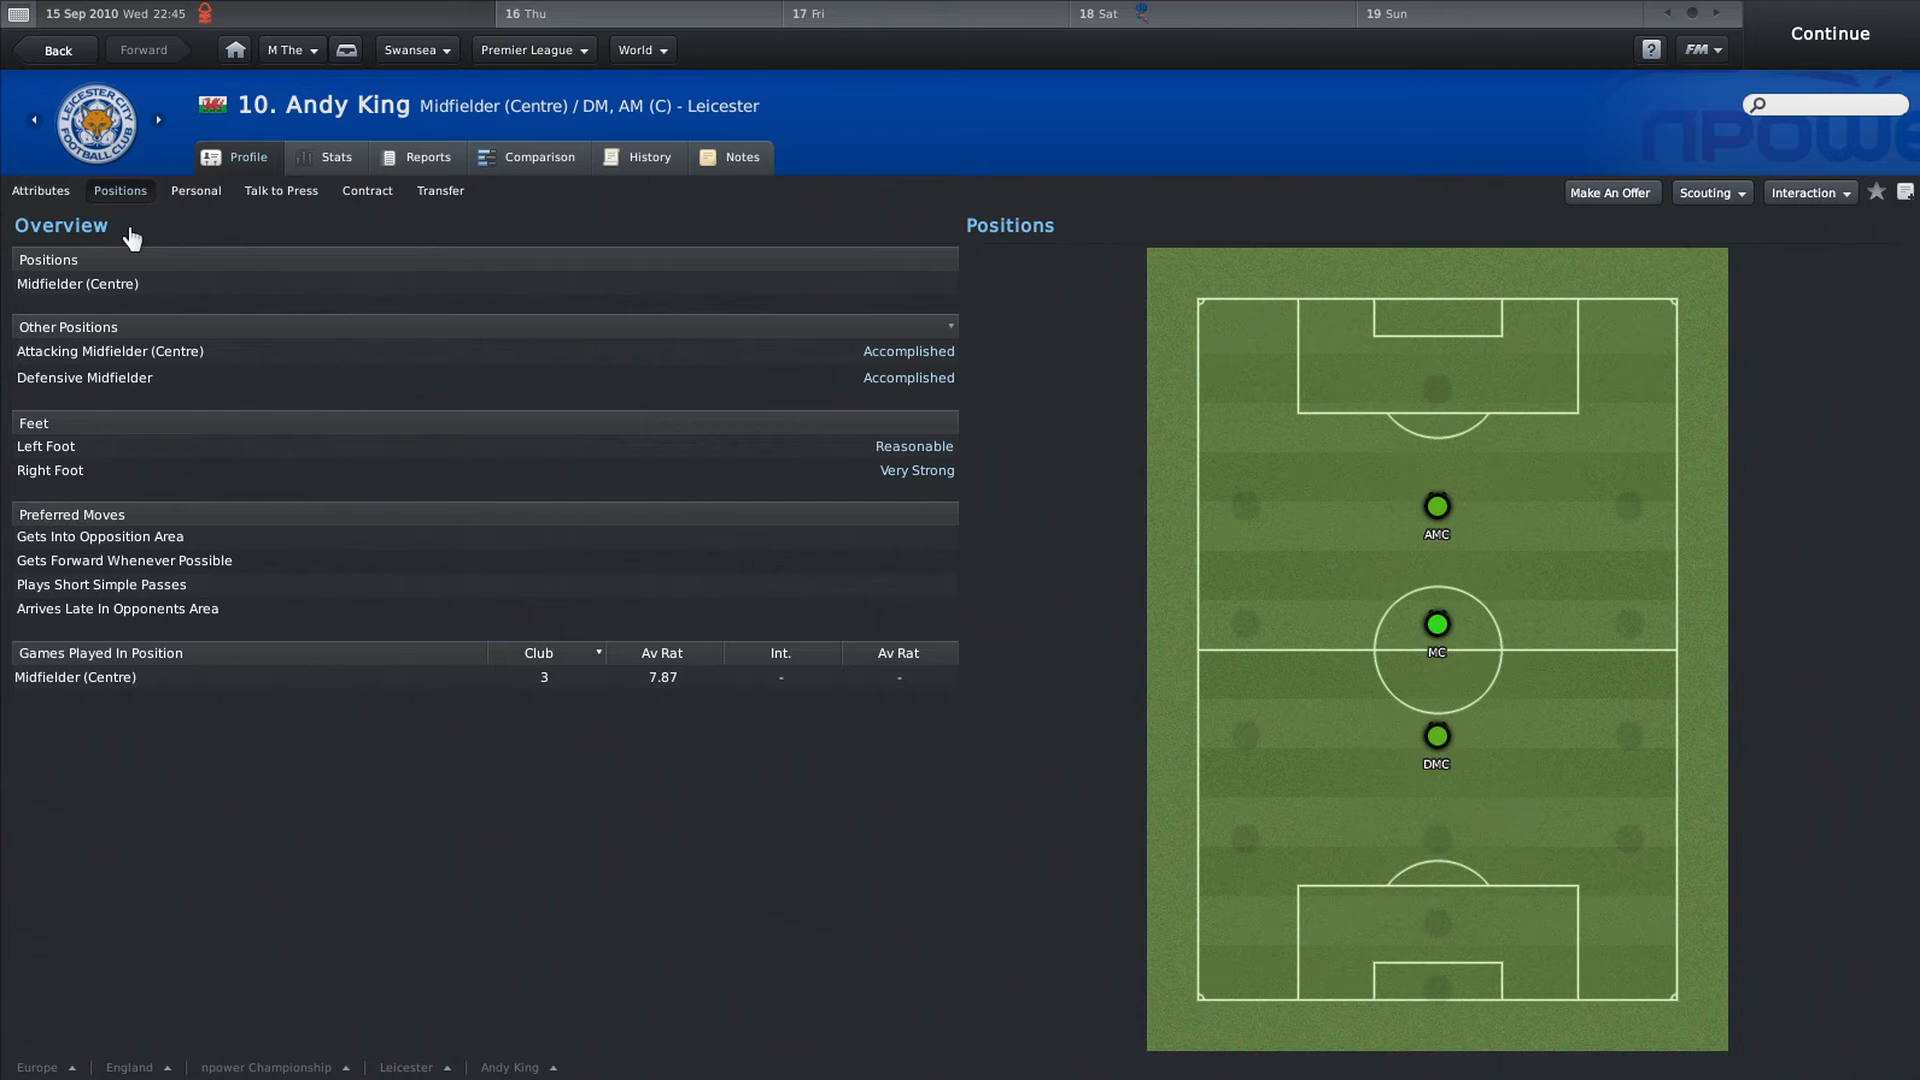 15 Sep 2010 Wed 22:45 16 Thu 17 Fri 18 Sat 19 Sun
Continue
Back Forward M The Swansea Premier League World ? FM
LEICESTER CITY FOOTBALL CLUB
10. Andy King Midfielder (Centre) / DM, AM (C) - Leicester
Profile Stats Reports Comparison History Notes
Attributes Positions Personal Talk to Press Contract Transfer Make An Offer Scouting Interaction
Overview
Positions
Midfielder (Centre)
Other Positions
Attacking Midfielder (Centre) Accomplished
Defensive Midfielder Accomplished
Feet
Left Foot Reasonable
Right Foot Very Strong
Preferred Moves
Gets Into Opposition Area
Gets Forward Whenever Possible
Plays Short Simple Passes
Arrives Late In Opponents Area
Games Played In Position Club Av Rat Int. Av Rat
Midfielder (Centre) 3 7.87 - -
Positions
AMC
MC
DMC
Europe England npower Championship Leicester Andy King